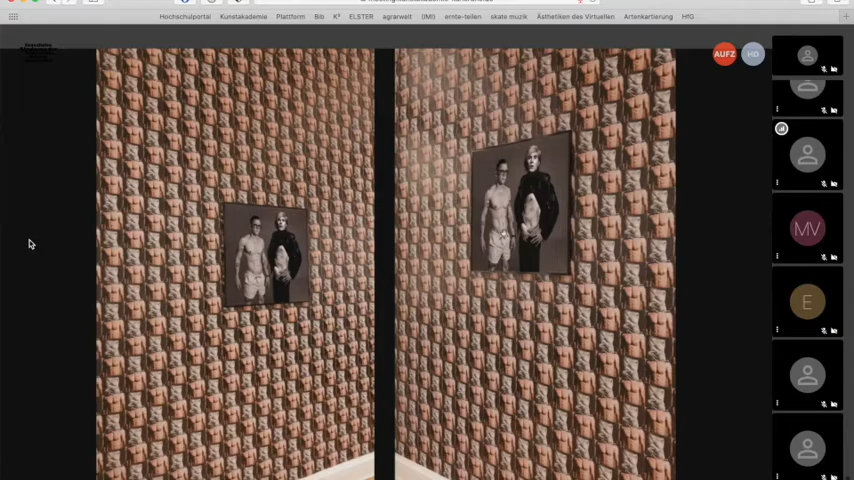 Hochschulportal Kunstakademie Plattform Bib K³ ELSTER agrarwelt (IMI) ernte-teilen skate muzik Ästhetiken des Virtuellen Artenkartierung HfG
AUFZ HD
MV
E